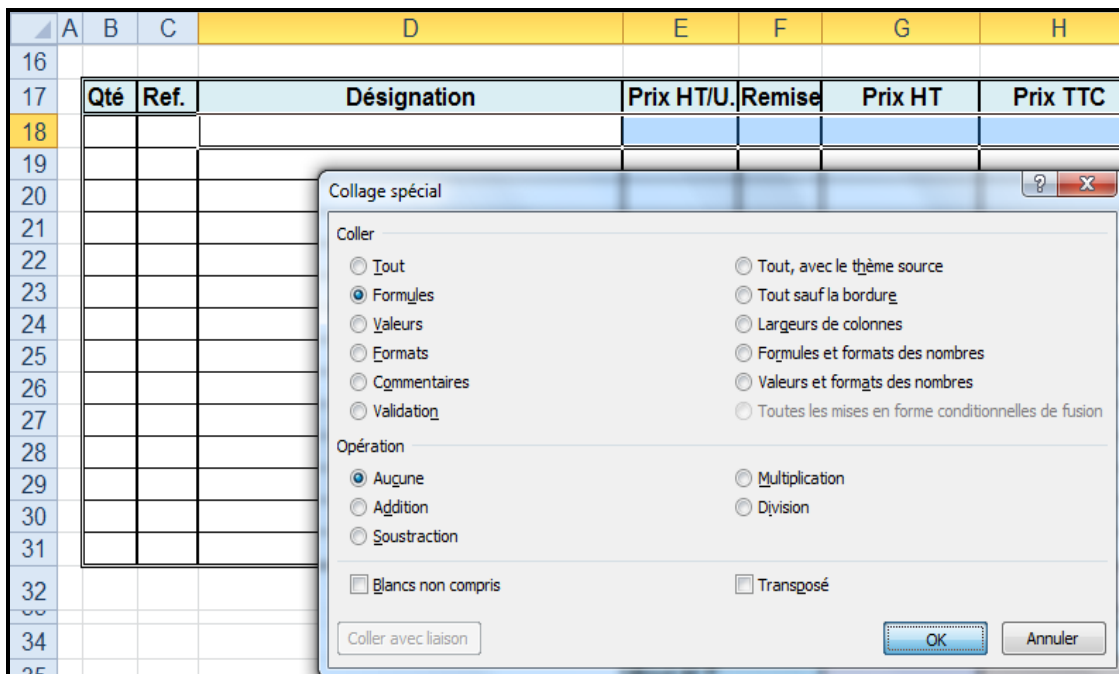 A B C D E F G H
16
17 Qté Ref. Désignation Prix HT/U. Remise Prix HT Prix TTC
18
19
20
21
22
23
24
25
26
27
28
29
30
31
32
34
Collage spécial
Coller
Tout Tout, avec le thème source
Formules Tout sauf la bordure
Valeurs Largeurs de colonnes
Formats Formules et formats des nombres
Commentaires Valeurs et formats des nombres
Validation Toutes les mises en forme conditionnelles de fusion
Opération
Aucune Multiplication
Addition Division
Soustraction
Blancs non compris Transposé
Coller avec liaison OK Annuler